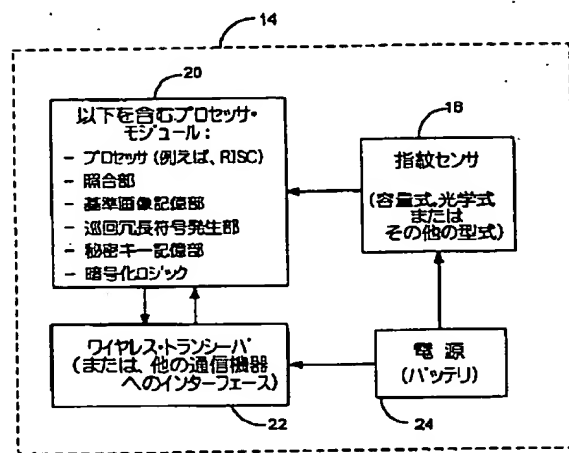 14
20
以下を含むプロセッサ・
モジュール：
- プロセッサ (例えば、RISC)
- 照合部
- 基準画像記憶部
- 巡回冗長符号発生部
- 秘密キー記憶部
- 暗号化ロジック
18
指紋センサ
(容量式、光学式
または
その他の型式)
ワイヤレス・トランシーバ
(または、他の通信機器
へのインターフェース)
22
電源
(バッテリ)
24